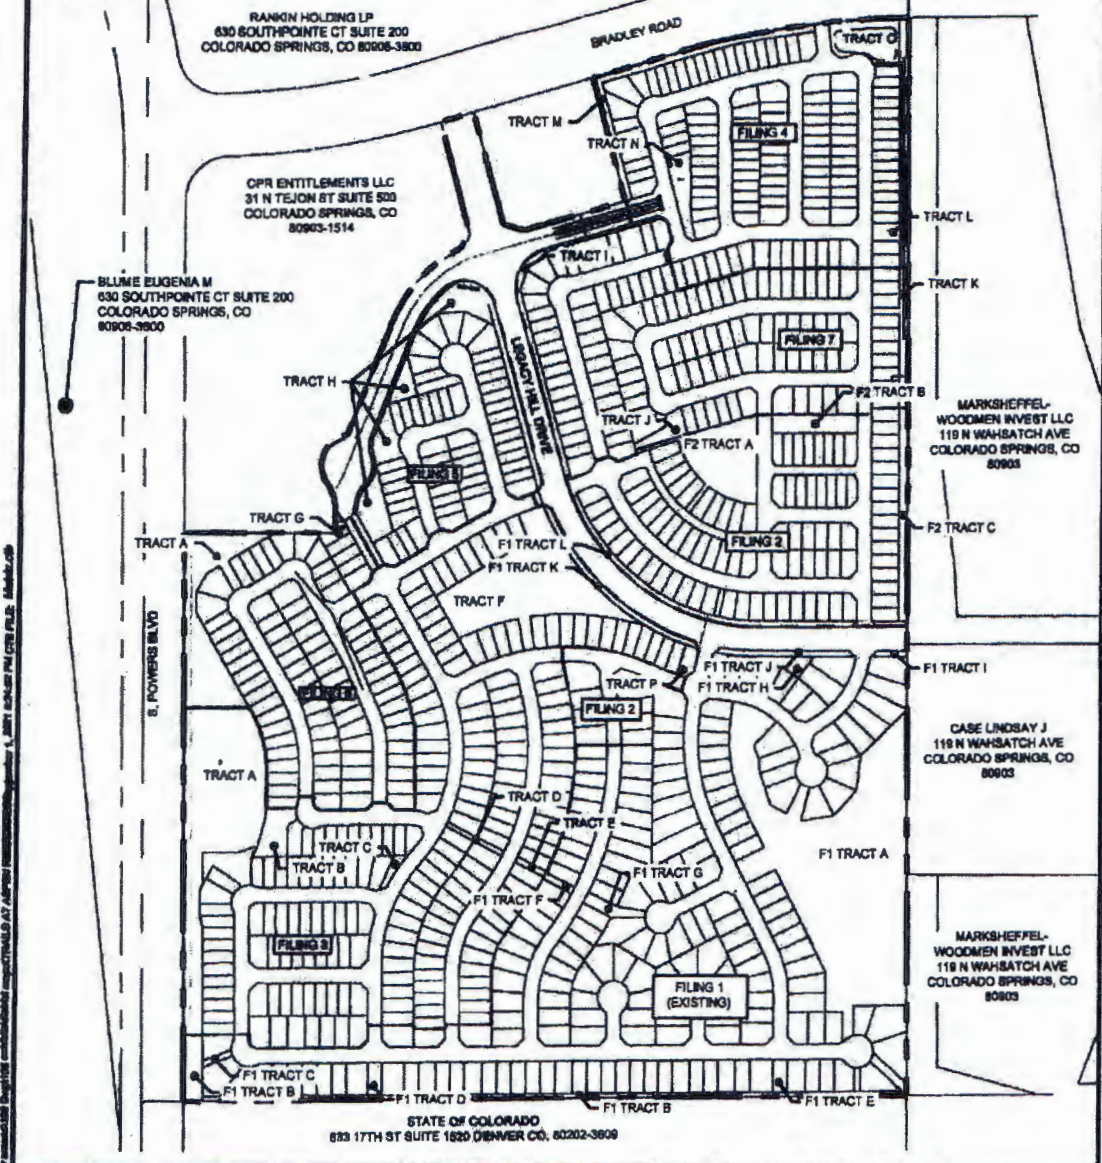 RANKIN HOLDING LP
630 SOUTHPOINTE CT SUITE 200
COLORADO SPRINGS, CO 80906-3800
BRADLEY ROAD
TRACT O
TRACT M
TRACT N
FILING 4
CPR ENTITLEMENTS LLC
31 N TEJON ST SUITE 500
COLORADO SPRINGS, CO
80903-1514
TRACT L
TRACT I
TRACT K
BLUME EUGENIA M
630 SOUTHPOINTE CT SUITE 200
COLORADO SPRINGS, CO
80906-3800
LEGACY HILL DRIVE
FILING 7
TRACT H
F2 TRACT B
TRACT J
F2 TRACT A
MARKSHEFFEL-
WOODMEN INVEST LLC
119 N WAHSATCH AVE
COLORADO SPRINGS, CO
80903
TRACT G
F2 TRACT C
TRACT A
F1 TRACT L
FILING 2
F1 TRACT K
TRACT F
S. POWERS BLVD
F1 TRACT J
F1 TRACT I
TRACT P
F1 TRACT H
FILING 2
CASE LINDSAY J
119 N WAHSATCH AVE
COLORADO SPRINGS, CO
80903
TRACT A
TRACT D
TRACT E
TRACT C
F1 TRACT A
TRACT B
F1 TRACT G
F1 TRACT F
FILING 3
MARKSHEFFEL-
WOODMEN INVEST LLC
119 N WAHSATCH AVE
COLORADO SPRINGS, CO
80903
FILING 1
(EXISTING)
F1 TRACT C
F1 TRACT B
F1 TRACT D
F1 TRACT B
F1 TRACT E
STATE OF COLORADO
17TH ST SUITE 1520 DENVER CO, 80202-3609